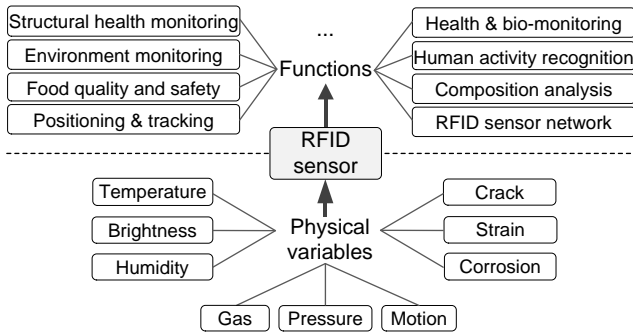 Structural health monitoring
Environment monitoring
Food quality and safety
Positioning & tracking
...
Functions
Health & bio-monitoring
Human activity recognition
Composition analysis
RFID sensor network
RFID
sensor
Temperature
Brightness
Humidity
Physical
variables
Crack
Strain
Corrosion
Gas
Pressure
Motion